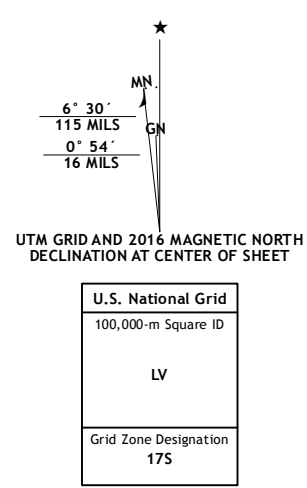 ★
MN
GN
6° 30´
115 MILS
0° 54´
16 MILS
UTM GRID AND 2016 MAGNETIC NORTH
DECLINATION AT CENTER OF SHEET
U.S. National Grid
100,000-m Square ID
LV
Grid Zone Designation
17S